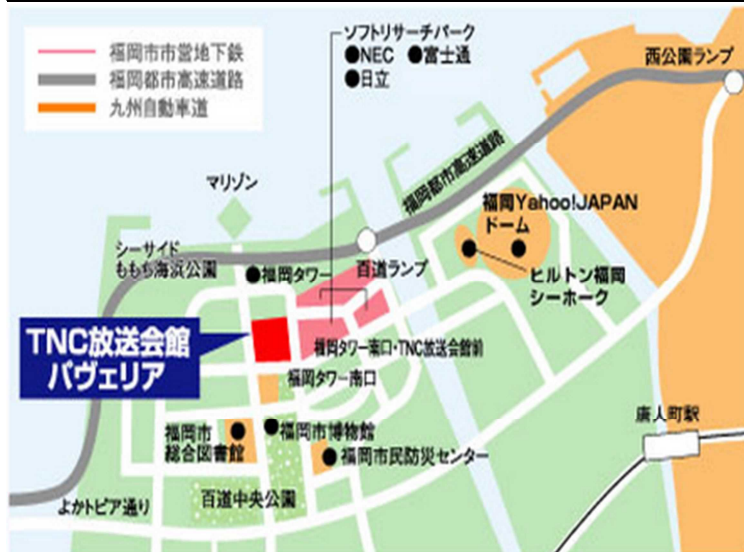 福岡市市営地下鉄
福岡都市高速道路
九州自動車道
ソフトリサーチパーク
●NEC ●富士通
●日立
西公園ランプ
マリゾン
福岡都市高速道路
福岡Yahoo!JAPAN
ドーム
シーサイド
ももち海浜公園
福岡タワー
百道ランプ
ヒルトン福岡
シーホーク
TNC放送会館
パヴェリア
福岡タワー南口・TNC放送会館前
福岡タワー南口
唐人町駅
福岡市
総合図書館
福岡市博物館
福岡市民防災センター
よかトピア通り
百道中央公園